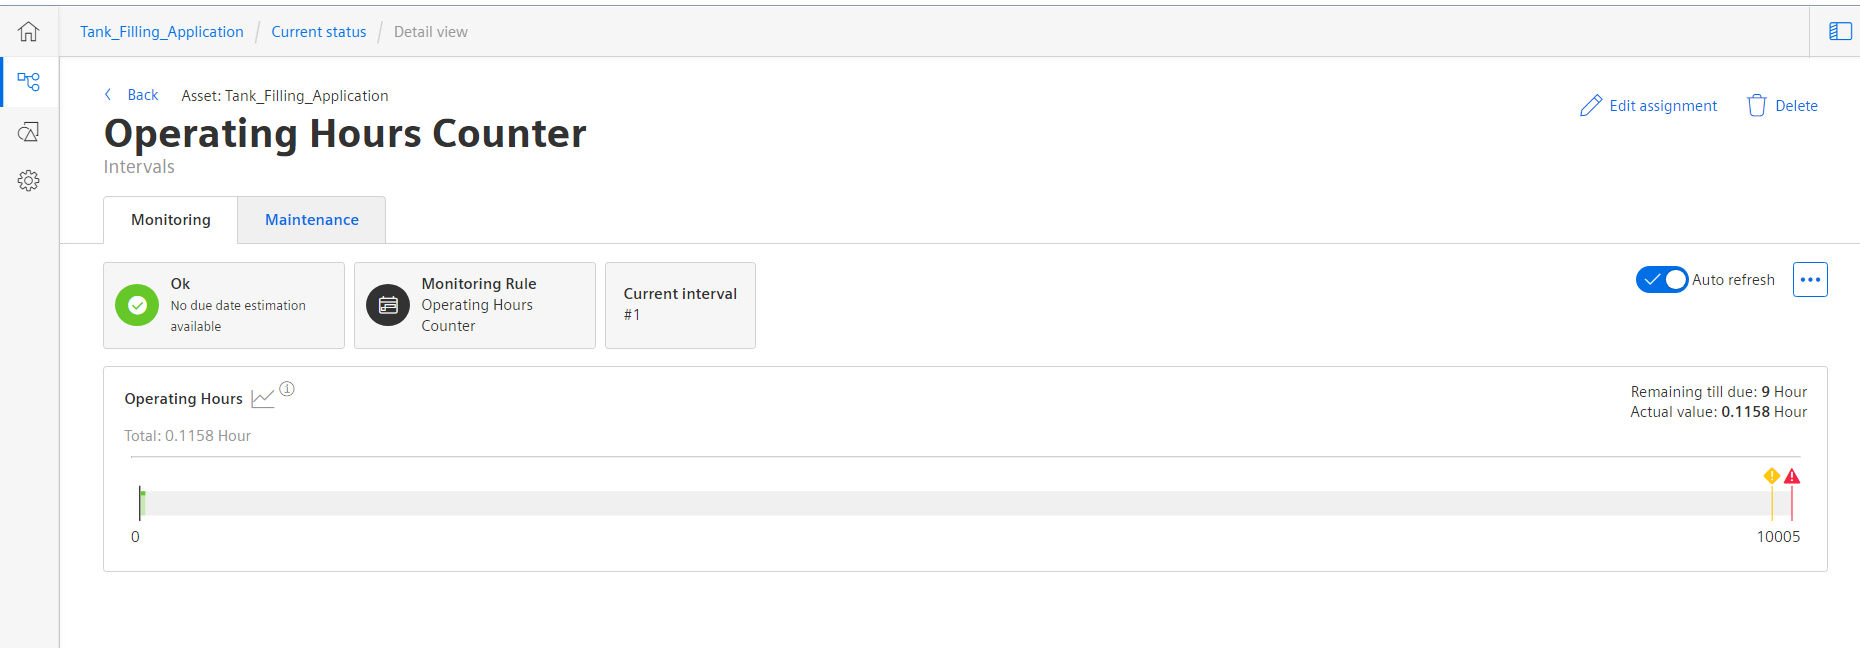 Tank_Filling_Application / Current status / Detail view
Back Asset: Tank_Filling_Application
Edit assignment Delete
Operating Hours Counter
Intervals
Monitoring Maintenance
Ok
No due date estimation
available
Monitoring Rule
Operating Hours
Counter
Current interval
#1
Auto refresh
Operating Hours
Total: 0.1158 Hour
Remaining till due: 9 Hour
Actual value: 0.1158 Hour
0 10005